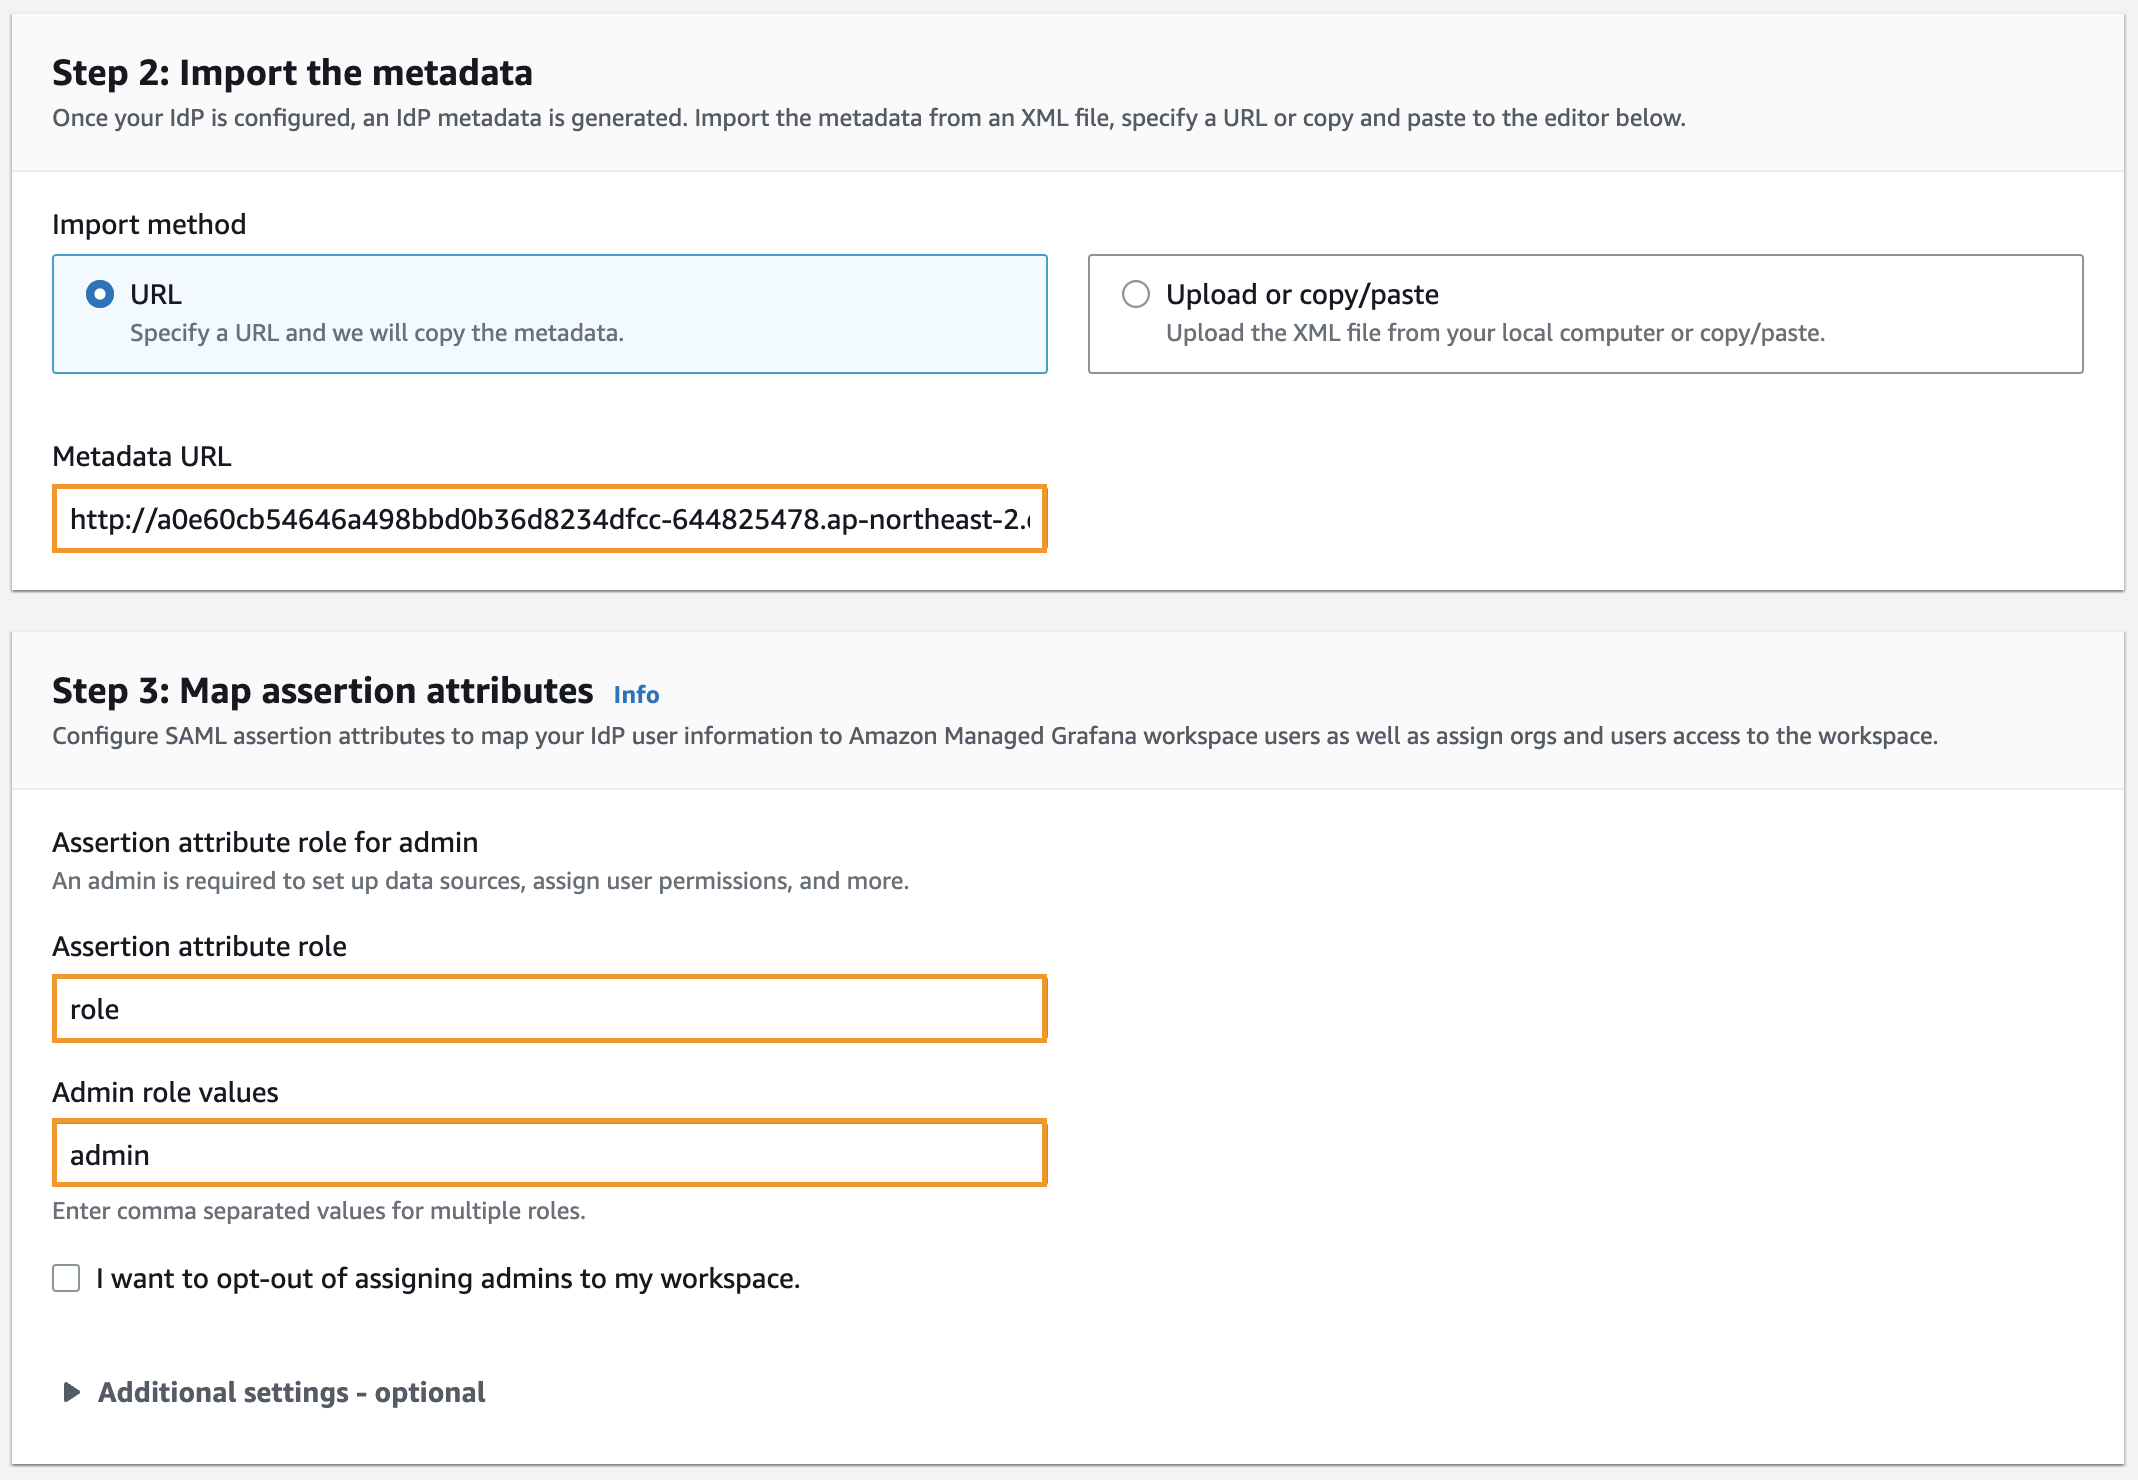 Step 2: Import the metadata
Once your IdP is configured, an IdP metadata is generated. Import the metadata from an XML file, specify a URL or copy and paste to the editor below.
Import method
URL
Specify a URL and we will copy the metadata.
Upload or copy/paste
Upload the XML file from your local computer or copy/paste.
Metadata URL
http://a0e60cb54646a498bbd0b36d8234dfcc-644825478.ap-northeast-2.
Step 3: Map assertion attributes Info
Configure SAML assertion attributes to map your IdP user information to Amazon Managed Grafana workspace users as well as assign orgs and users access to the workspace.
Assertion attribute role for admin
An admin is required to set up data sources, assign user permissions, and more.
Assertion attribute role
role
Admin role values
admin
Enter comma separated values for multiple roles.
I want to opt-out of assigning admins to my workspace.
Additional settings - optional